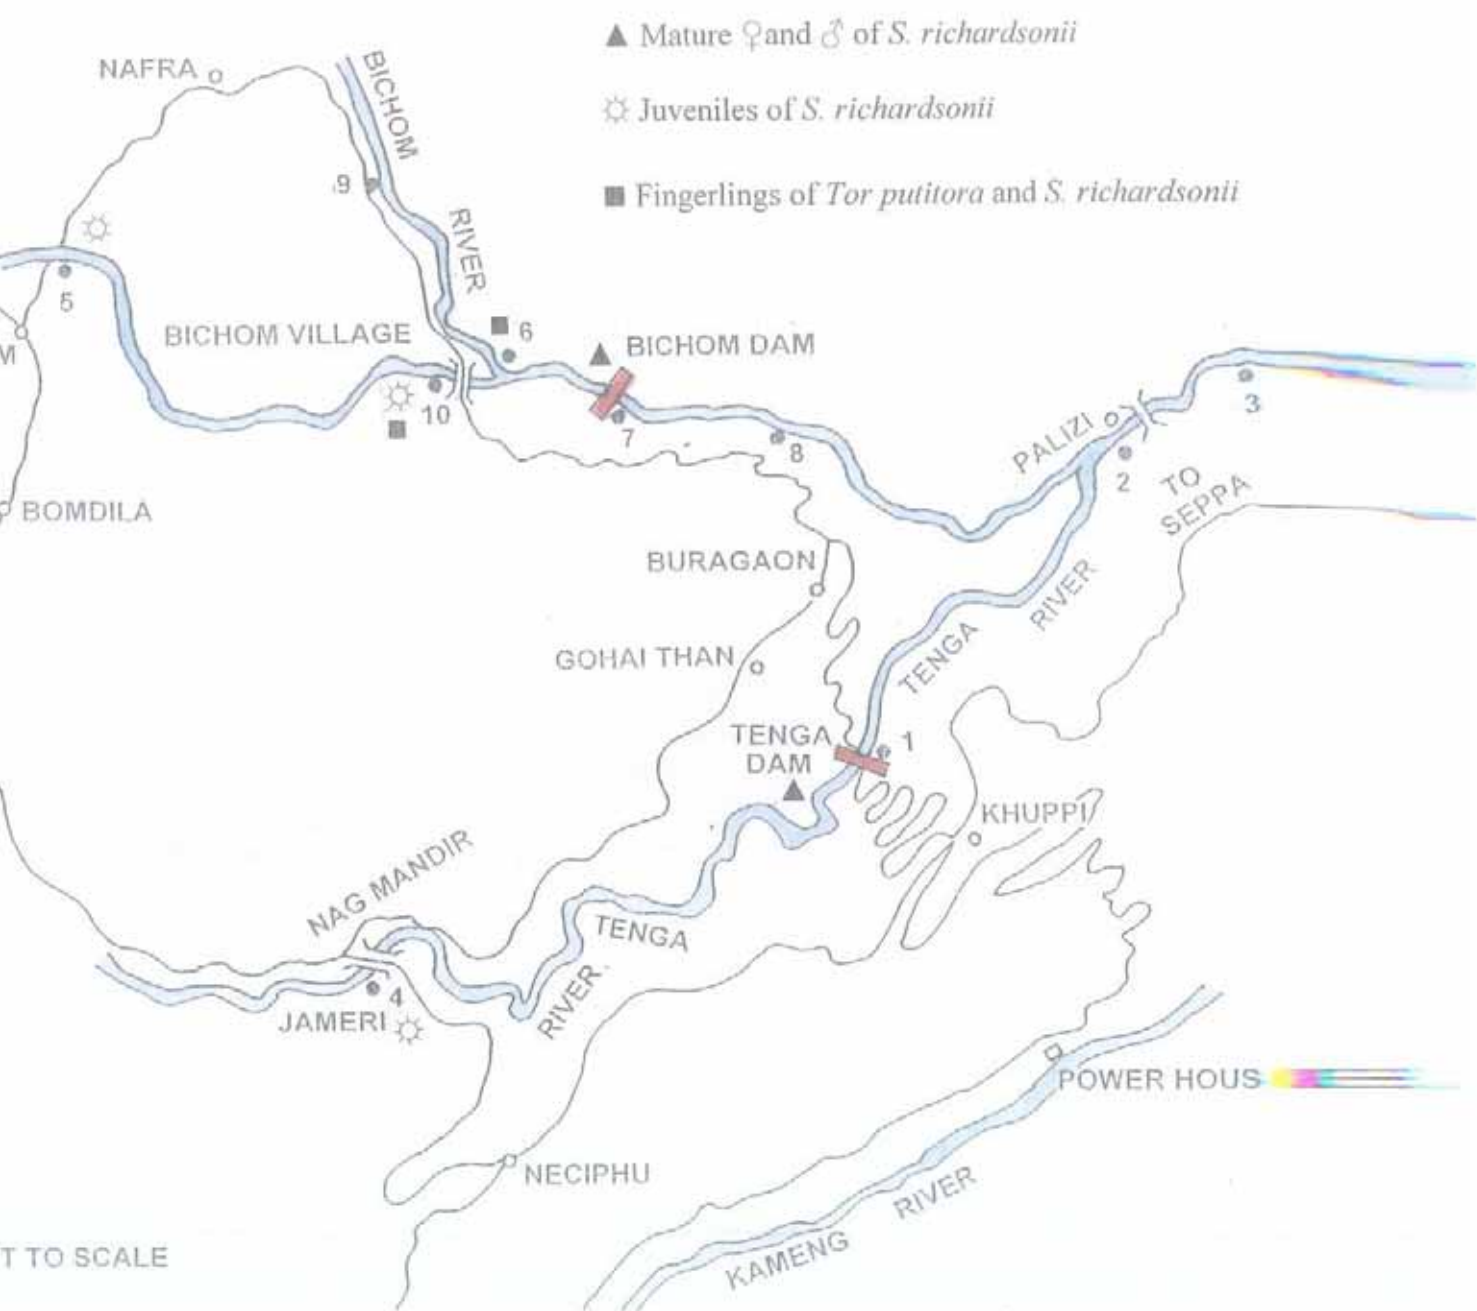 ▲ Mature ♀and ♂ of S. richardsonii
Juveniles of S. richardsonii
■ Fingerlings of Tor putitora and S. richardsonii
NAFRA
BICHOM
9
RIVER
5
BICHOM VILLAGE
6
BICHOM DAM
M
10
7
8
3
PALIZI
2
TO
SEPPA
BOMDILA
BURAGAON
RIVER
GOHAI THAN
TENGA
TENGA
DAM
1
KHUPPI
NAG MANDIR
TENGA
RIVER
4
JAMERI
POWER HOUS
NECIPHU
RIVER
KAMENG
T TO SCALE